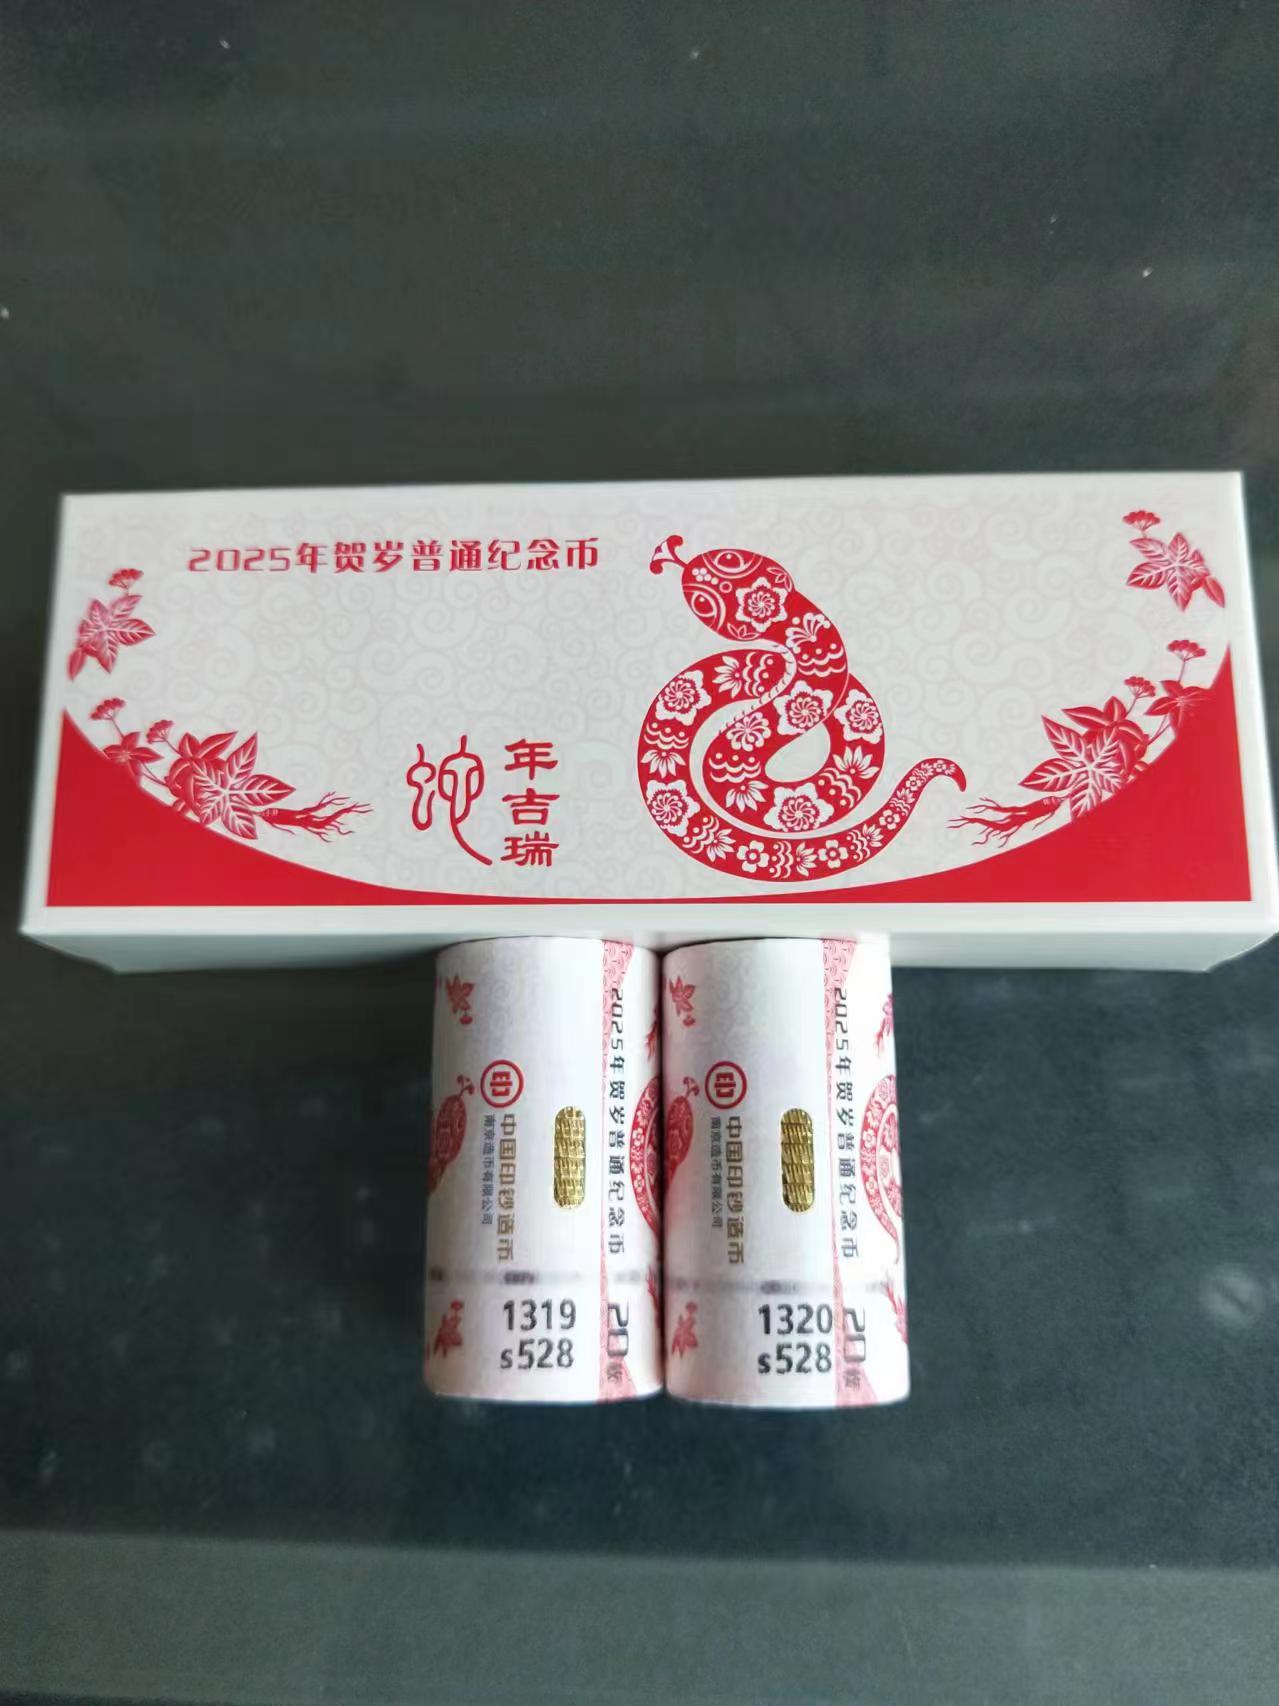 2025年贺岁普通纪念币
蛇
年吉瑞
2025年贺岁普通纪念币
中国印钞造币
南京造币有限公司
1319
s528
20枚
2025年贺岁普通纪念币
中国印钞造币
南京造币有限公司
1320
s528
20枚